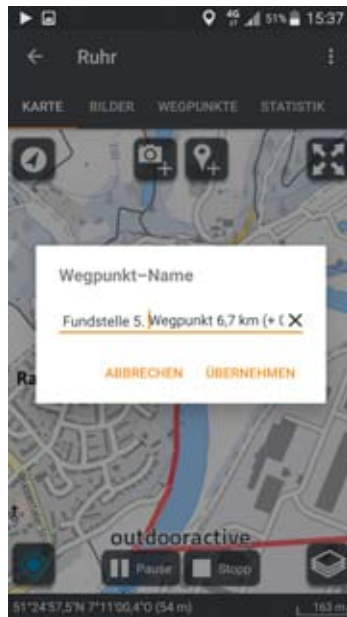 4G 51% 15:37
Ruhr
KARTE BILDER WEGPUNKTE STATISTIK
Wegpunkt-Name
Fundstelle 5. Wegpunkt 6,7 km (+
ABBRECHEN ÜBERNEHMEN
Ra
outdooractive
Pause Stopp
51°24'57,5"N 7°11'00,4"O (54 m) 163 m